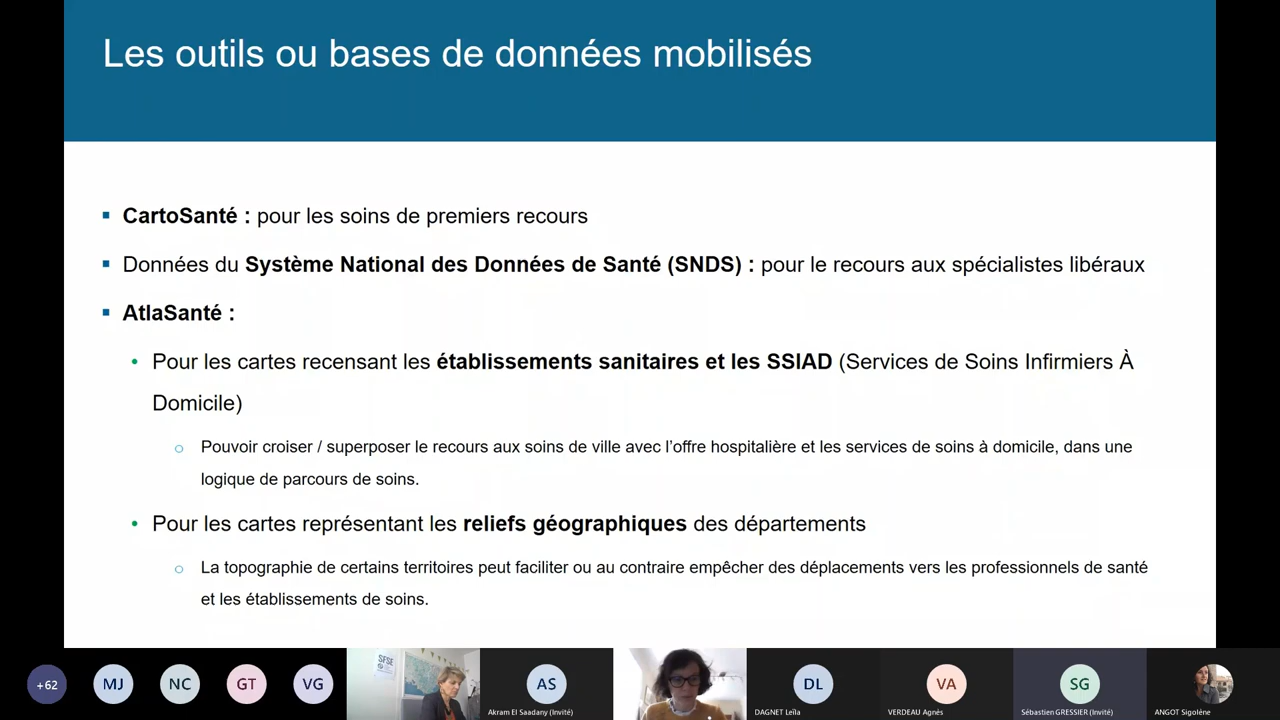 Les outils ou bases de données mobilisés
CartoSanté : pour les soins de premiers recours
Données du Système National des Données de Santé (SNDS) : pour le recours aux spécialistes libéraux
AtlaSanté :
Pour les cartes recensant les établissements sanitaires et les SSIAD (Services de Soins Infirmiers À
Domicile)
Pouvoir croiser / superposer le recours aux soins de ville avec l’offre hospitalière et les services de soins à domicile, dans une
logique de parcours de soins.
Pour les cartes représentant les reliefs géographiques des départements
La topographie de certains territoires peut faciliter ou au contraire empêcher des déplacements vers les professionnels de santé
et les établissements de soins.
+62
MJ
NC
GT
VG
SFSE
AS
Akram El Saadany (Invité)
DL
DAGNET Leïla
VA
VERDEAU Agnès
SG
Sébastien GRESSIER (Invité)
ANGOT Sigolène